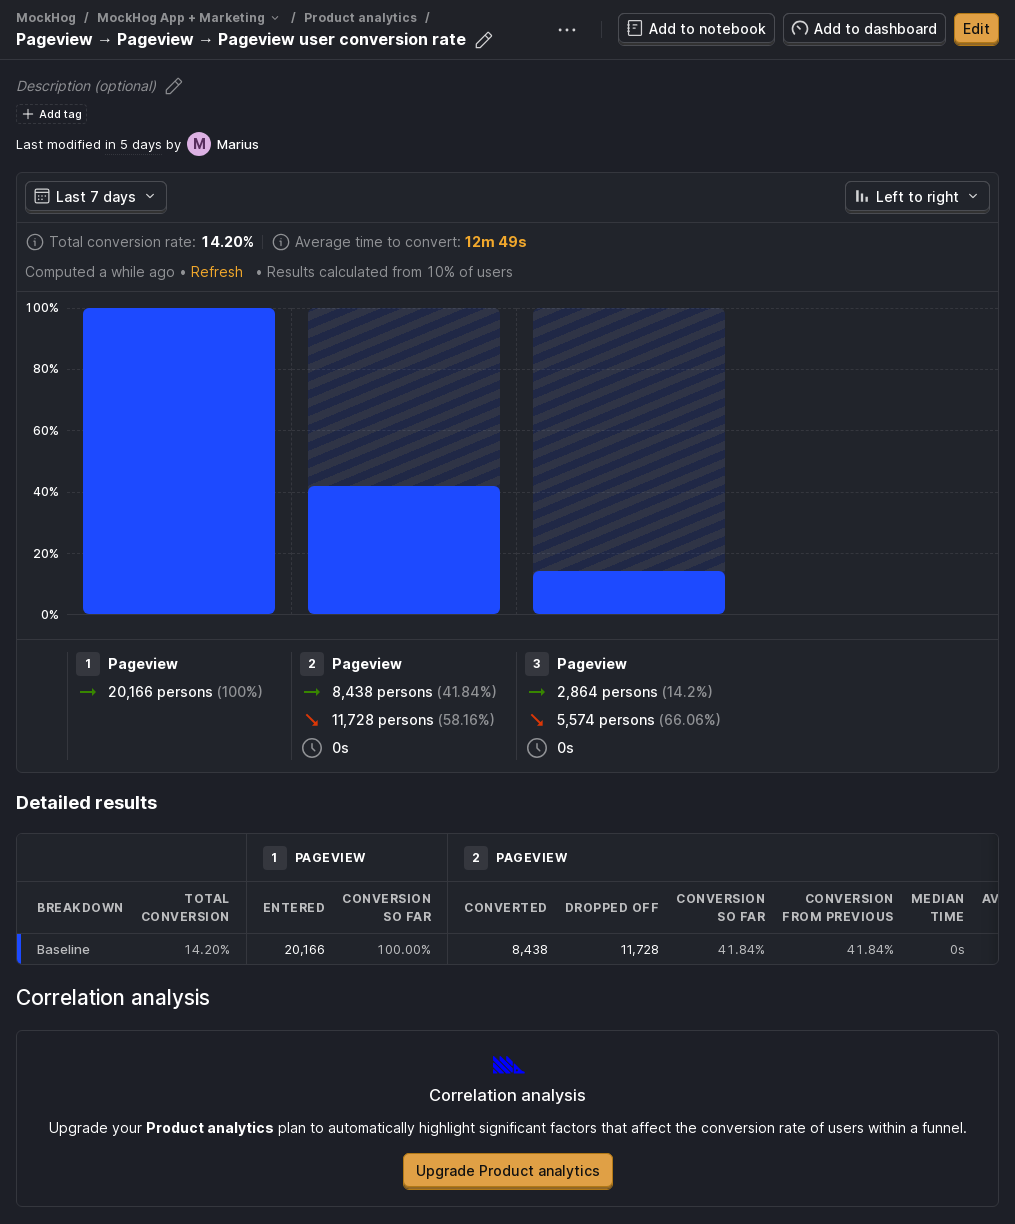 MockHog / MockHog App + Marketing / Product analytics /
Pageview → Pageview → Pageview user conversion rate
Add to notebook
Add to dashboard
Edit
Description (optional)
Add tag
Last modified in 5 days by M Marius
Last 7 days
Left to right
Total conversion rate: 14.20%
Average time to convert: 12m 49s
Computed a while ago • Refresh • Results calculated from 10% of users
100%
80%
60%
40%
20%
0%
1 Pageview
20,166 persons (100%)
2 Pageview
8,438 persons (41.84%)
11,728 persons (58.16%)
0s
3 Pageview
2,864 persons (14.2%)
5,574 persons (66.06%)
0s
Detailed results
1 PAGEVIEW
2 PAGEVIEW
BREAKDOWN
TOTAL
CONVERSION
ENTERED
CONVERSION
SO FAR
CONVERTED
DROPPED OFF
CONVERSION
SO FAR
CONVERSION
FROM PREVIOUS
MEDIAN
TIME
AV
Baseline 14.20% 20,166 100.00% 8,438 11,728 41.84% 41.84% 0s
Correlation analysis
Correlation analysis
Upgrade your Product analytics plan to automatically highlight significant factors that affect the conversion rate of users within a funnel.
Upgrade Product analytics